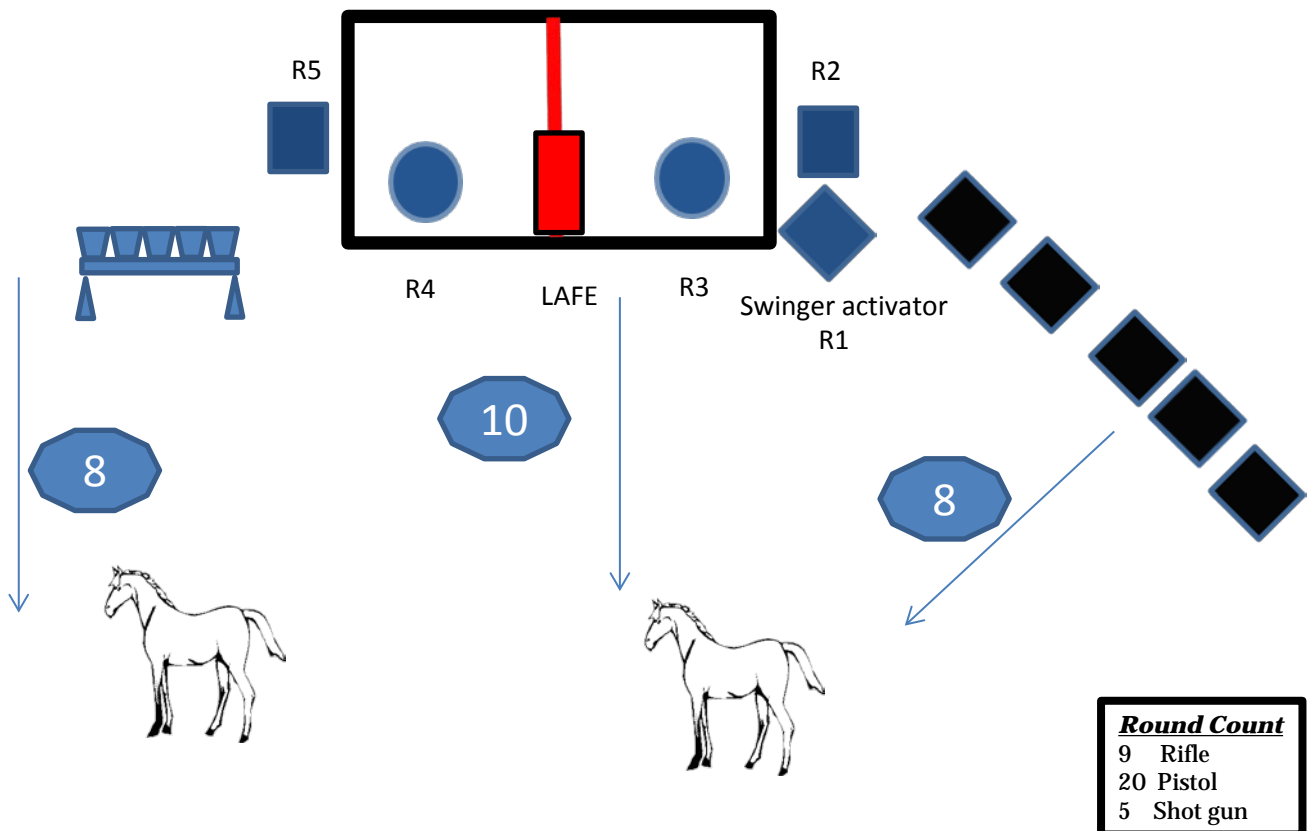 R5
R2
R4
LAFE
R3
Swinger activator
R1
10
8
8
Round Count
9 Rifle
20 Pistol
5 Shot gun